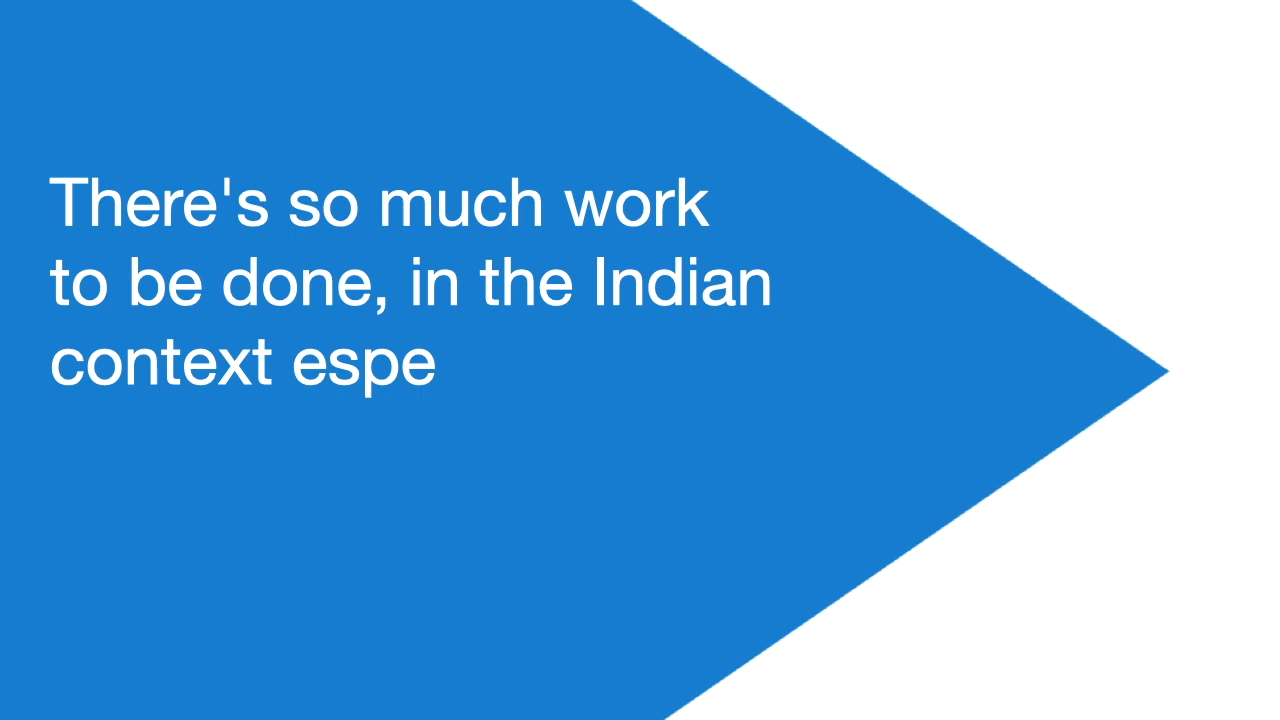 There's so much work
to be done, in the Indian
context espe